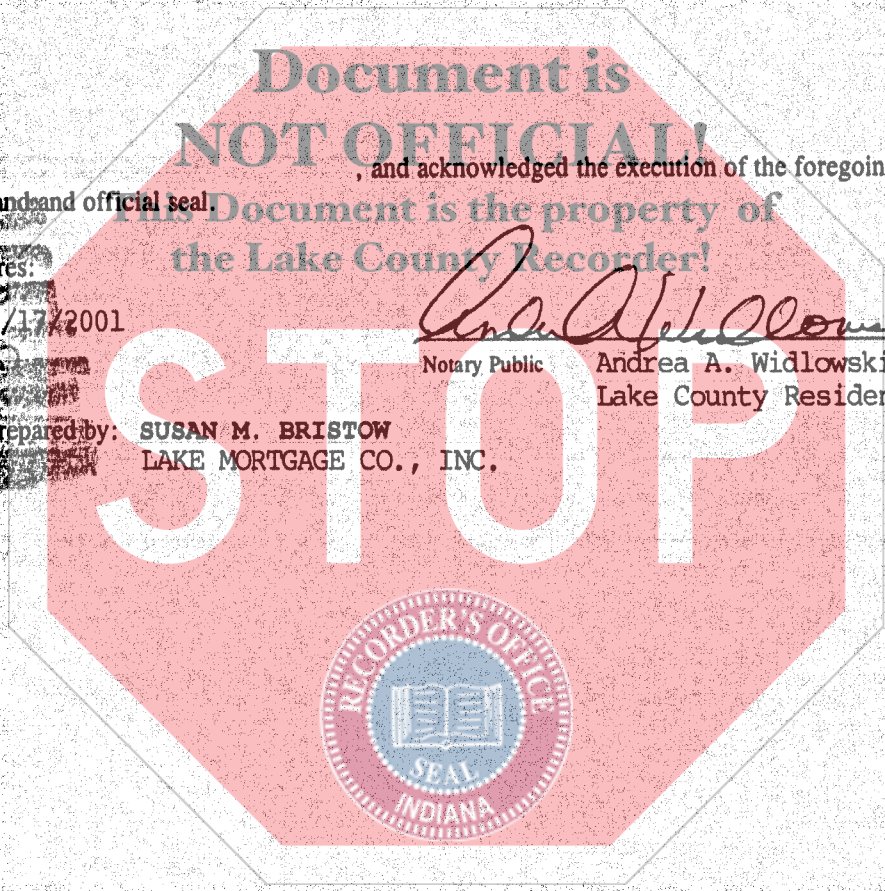 Document is
NOT OFFICIAL!
, and acknowledged the execution of the foregoin
and and official seal.
This Document is the property of
the Lake County Recorder!
res:
/17/2001
Notary Public Andrea A. Widlowski
Lake County Residen
repared by: SUSAN M. BRISTOW
LAKE MORTGAGE CO., INC.
STOP
RECORDER'S OFFICE
SEAL
INDIANA